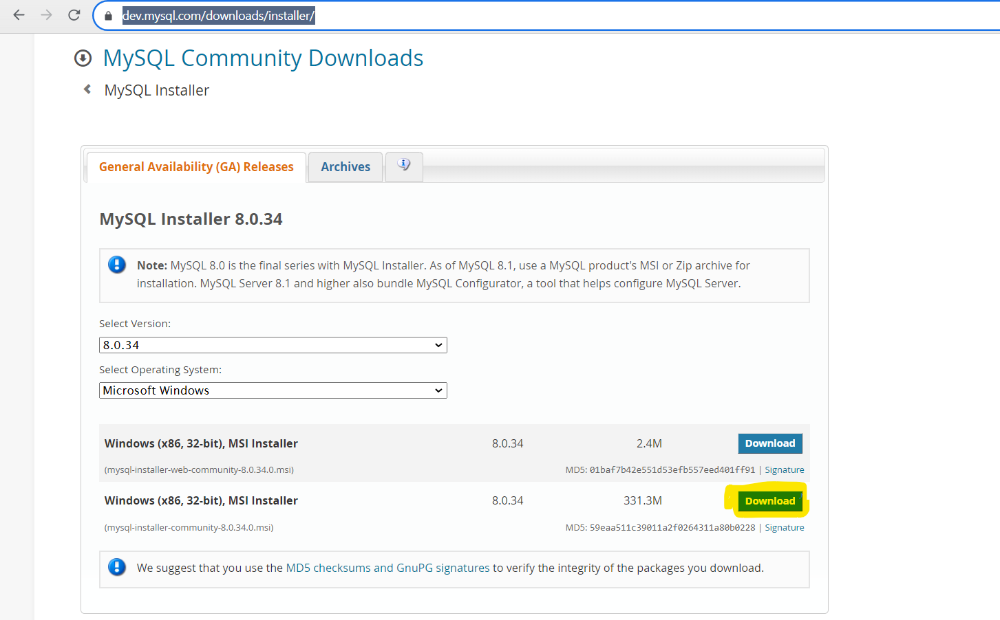 dev.mysql.com/downloads/installer/
MySQL Community Downloads
MySQL Installer
General Availability (GA) Releases
Archives
MySQL Installer 8.0.34
Note: MySQL 8.0 is the final series with MySQL Installer. As of MySQL 8.1, use a MySQL product's MSI or Zip archive for
installation. MySQL Server 8.1 and higher also bundle MySQL Configurator, a tool that helps configure MySQL Server.
Select Version:
8.0.34
Select Operating System:
Microsoft Windows
Windows (x86, 32-bit), MSI Installer 8.0.34 2.4M Download
(mysql-installer-web-community-8.0.34.0.msi) MD5: 01baf7b42e551d53efb557eed401ff91 | Signature
Windows (x86, 32-bit), MSI Installer 8.0.34 331.3M Download
(mysql-installer-community-8.0.34.0.msi) MD5: 59eaa511c39011a2f0264311a80b0228 | Signature
We suggest that you use the MD5 checksums and GnuPG signatures to verify the integrity of the packages you download.